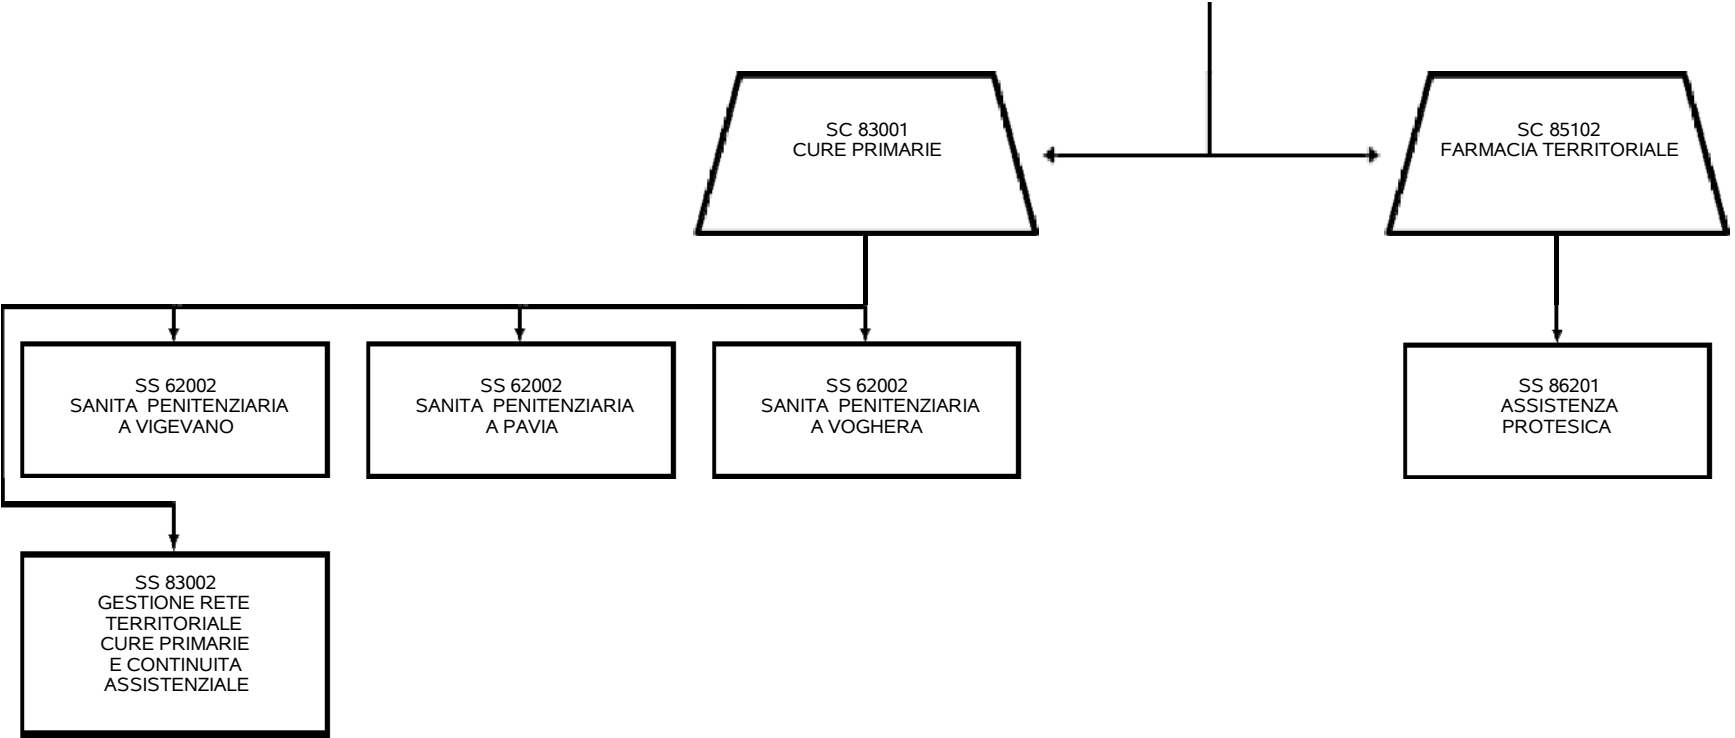 SC 83001
CURE PRIMARIE
SC 85102
FARMACIA TERRITORIALE
SS 62002
SANITA PENITENZIARIA
A VIGEVANO
SS 62002
SANITA PENITENZIARIA
A PAVIA
SS 62002
SANITA PENITENZIARIA
A VOGHERA
SS 86201
ASSISTENZA
PROTESICA
SS 83002
GESTIONE RETE
TERRITORIALE
CURE PRIMARIE
E CONTINUITA
ASSISTENZIALE